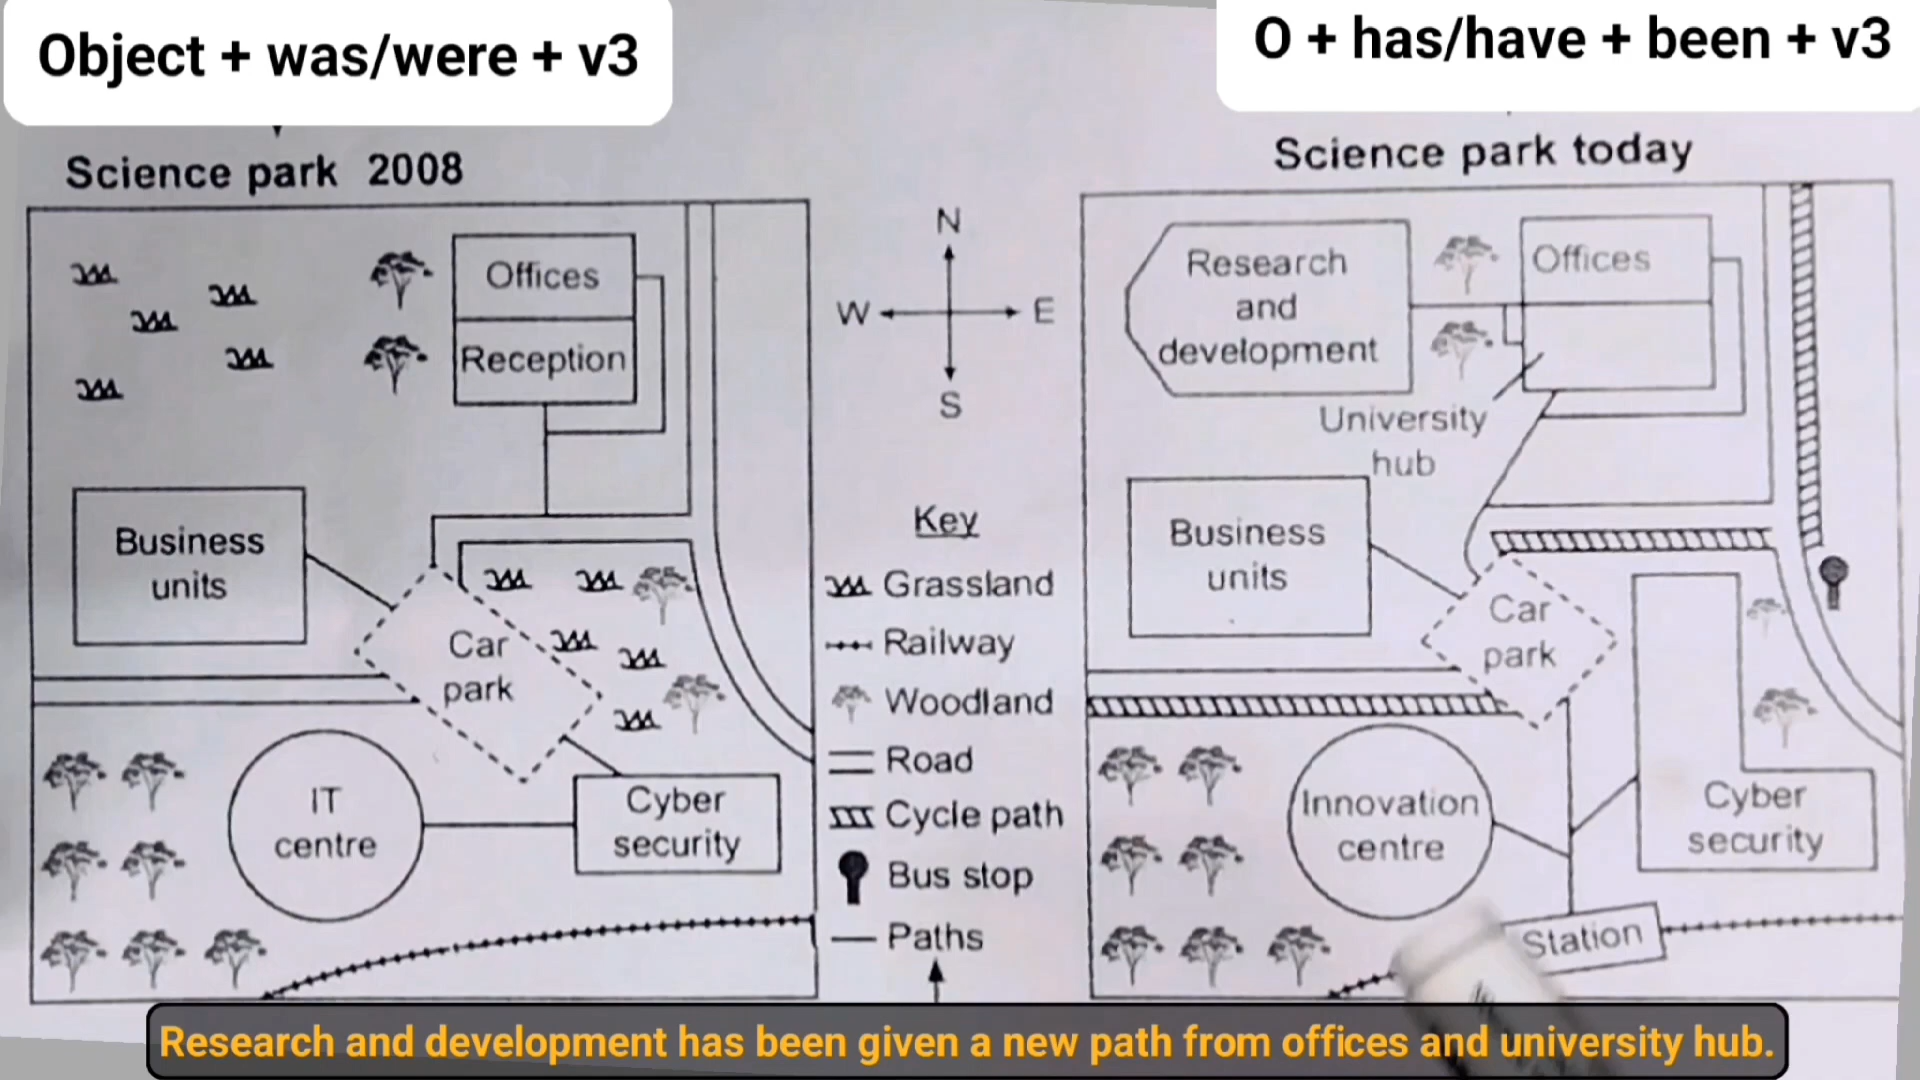 Object + was/were + v3
O + has/have + been + v3
Science park 2008
Offices
Reception
Business
units
Car
park
IT
centre
Cyber
security
N
W
E
S
Key
Grassland
Railway
Woodland
Road
Cycle path
Bus stop
Paths
Science park today
Research
and
development
Offices
University
hub
Business
units
Car
park
Innovation
centre
Cyber
security
Station
Research and development has been given a new path from offices and university hub.